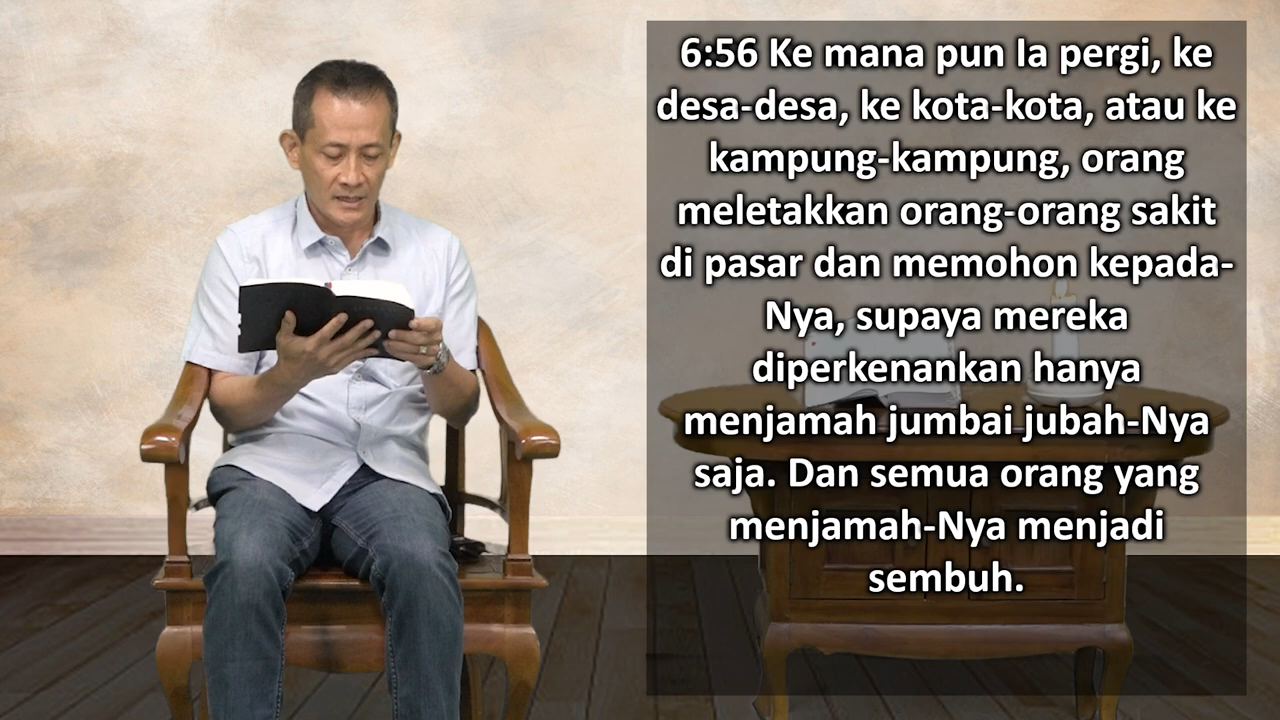 6:56 Ke mana pun Ia pergi, ke
desa-desa, ke kota-kota, atau ke
kampung-kampung, orang
meletakkan orang-orang sakit
di pasar dan memohon kepada-
Nya, supaya mereka
diperkenankan hanya
menjamah jumbai jubah-Nya
saja. Dan semua orang yang
menjamah-Nya menjadi
sembuh.